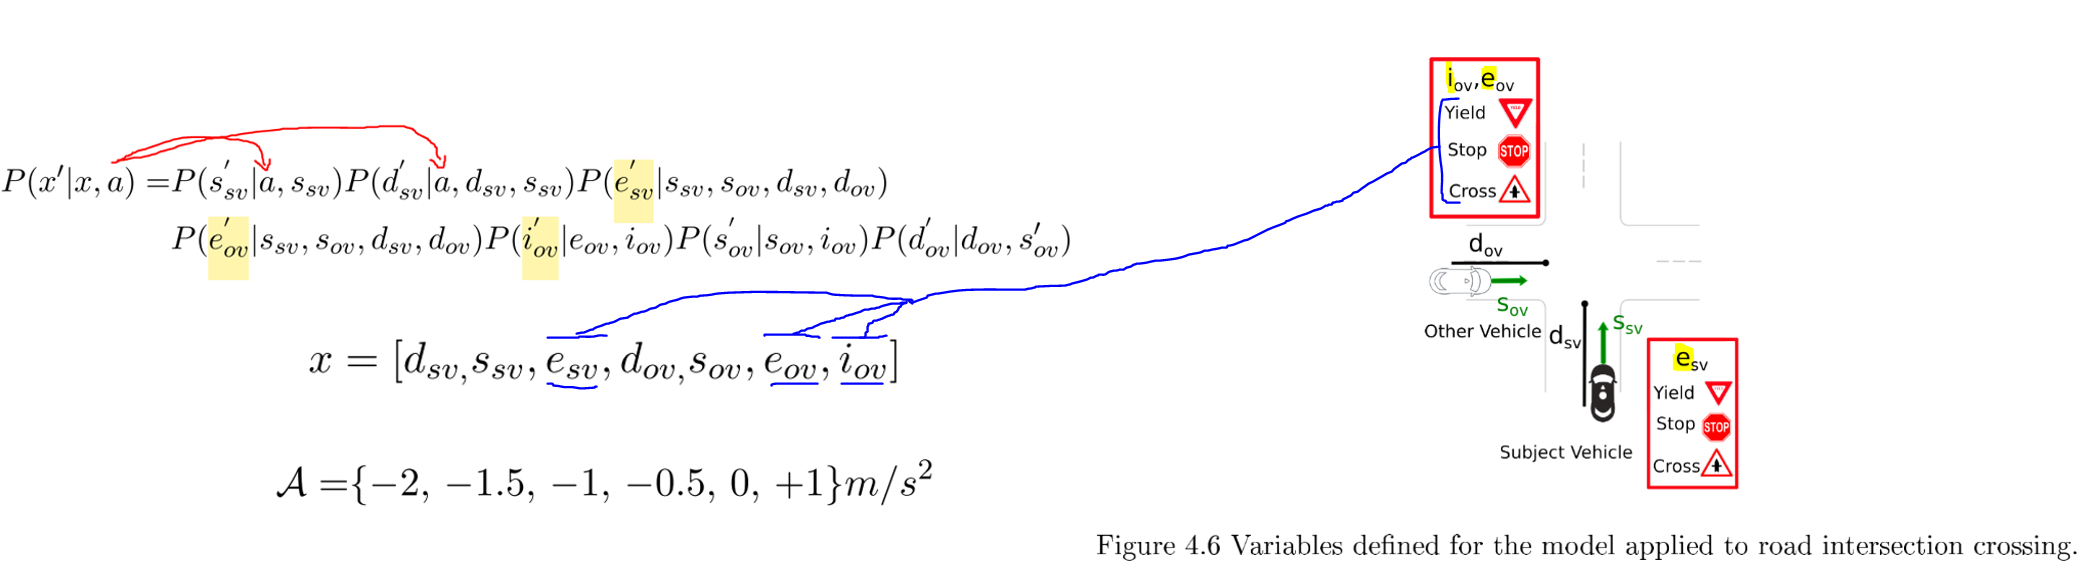 P(x'|x, a) =P(s'_{sv}|a, s_{sv})P(d'_{sv}|a, d_{sv}, s_{sv})P(e'_{sv}|s_{sv}, s_{ov}, d_{sv}, d_{ov})
P(e'_{ov}|s_{sv}, s_{ov}, d_{sv}, d_{ov})P(i'_{ov}|e_{ov}, i_{ov})P(s'_{ov}|s_{ov}, i_{ov})P(d'_{ov}|d_{ov}, s'_{ov})
x = [d_{sv,} s_{sv}, e_{sv}, d_{ov,} s_{ov}, e_{ov}, i_{ov}]
𝒜 ={−2, −1.5, −1, −0.5, 0, +1}m/s^2
i_{ov}, e_{ov}
Yield
Stop STOP
Cross
d_{ov}
s_{ov}
Other Vehicle
d_{sv}
s_{sv}
Subject Vehicle
e_{sv}
Yield
Stop STOP
Cross
Figure 4.6 Variables defined for the model applied to road intersection crossing.